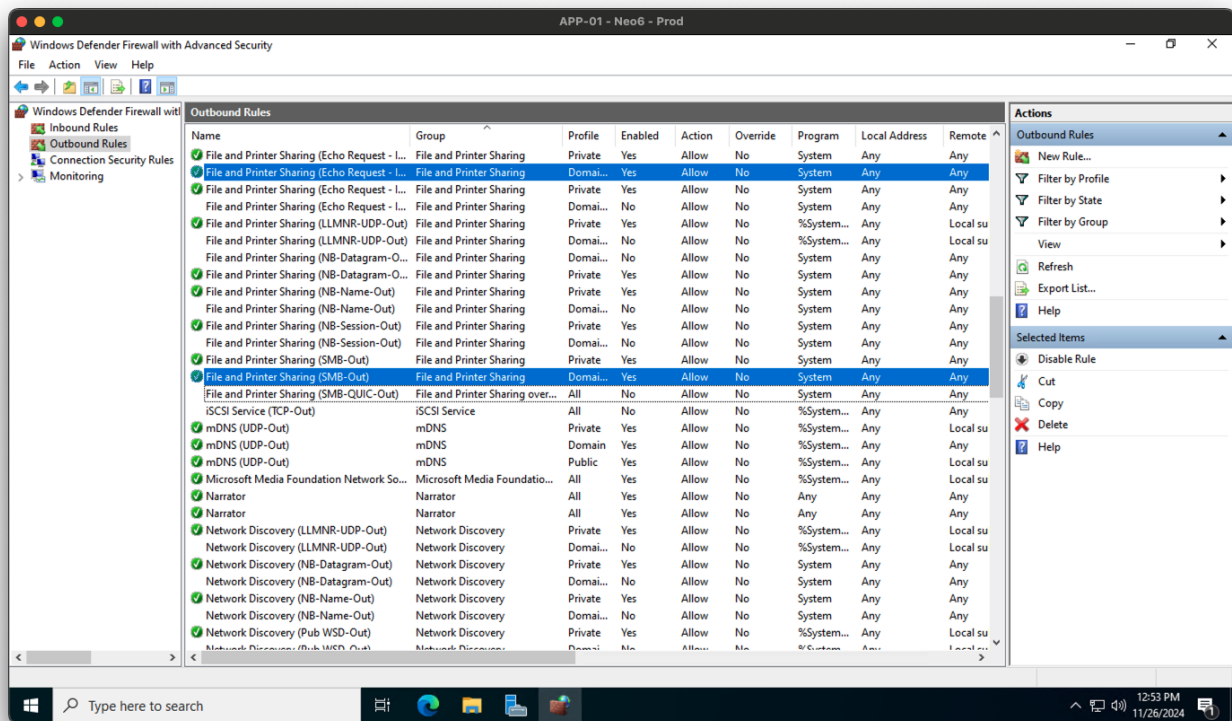 APP-01 - Neo6 - Prod
Windows Defender Firewall with Advanced Security
File Action View Help
Windows Defender Firewall wit
Inbound Rules
Outbound Rules
Connection Security Rules
Monitoring
Outbound Rules
Name Group Profile Enabled Action Override Program Local Address Remote
File and Printer Sharing (Echo Request - I... File and Printer Sharing Private Yes Allow No System Any Any
File and Printer Sharing (Echo Request - I... File and Printer Sharing Domai... Yes Allow No System Any Any
File and Printer Sharing (Echo Request - I... File and Printer Sharing Private Yes Allow No System Any Any
File and Printer Sharing (Echo Request - I... File and Printer Sharing Domai... No Allow No System Any Any
File and Printer Sharing (LLMNR-UDP-Out) File and Printer Sharing Private Yes Allow No %System... Any Local su
File and Printer Sharing (LLMNR-UDP-Out) File and Printer Sharing Domai... No Allow No %System... Any Local su
File and Printer Sharing (NB-Datagram-O... File and Printer Sharing Domai... No Allow No System Any Any
File and Printer Sharing (NB-Datagram-O... File and Printer Sharing Private Yes Allow No System Any Any
File and Printer Sharing (NB-Name-Out) File and Printer Sharing Private Yes Allow No System Any Any
File and Printer Sharing (NB-Name-Out) File and Printer Sharing Domai... No Allow No System Any Any
File and Printer Sharing (NB-Session-Out) File and Printer Sharing Private Yes Allow No System Any Any
File and Printer Sharing (NB-Session-Out) File and Printer Sharing Domai... No Allow No System Any Any
File and Printer Sharing (SMB-Out) File and Printer Sharing Private Yes Allow No System Any Any
File and Printer Sharing (SMB-Out) File and Printer Sharing Domai... Yes Allow No System Any Any
File and Printer Sharing (SMB-QUIC-Out) File and Printer Sharing over... All No Allow No System Any Any
iSCSI Service (TCP-Out) iSCSI Service All No Allow No %System... Any Any
mDNS (UDP-Out) mDNS Private Yes Allow No %System... Any Local su
mDNS (UDP-Out) mDNS Domain Yes Allow No %System... Any Any
mDNS (UDP-Out) mDNS Public Yes Allow No %System... Any Local su
Microsoft Media Foundation Network So... Microsoft Media Foundatio... All Yes Allow No %System... Any Local su
Narrator Narrator All Yes Allow No Any Any Any
Narrator Narrator All Yes Allow No Any Any Any
Network Discovery (LLMNR-UDP-Out) Network Discovery Private Yes Allow No %System... Any Local su
Network Discovery (LLMNR-UDP-Out) Network Discovery Domai... No Allow No %System... Any Local su
Network Discovery (NB-Datagram-Out) Network Discovery Private Yes Allow No System Any Any
Network Discovery (NB-Datagram-Out) Network Discovery Domai... No Allow No System Any Any
Network Discovery (NB-Name-Out) Network Discovery Private Yes Allow No System Any Any
Network Discovery (NB-Name-Out) Network Discovery Domai... No Allow No System Any Any
Network Discovery (Pub WSD-Out) Network Discovery Private Yes Allow No %System... Any Local su
Network Discovery (Pub WSD-Out) Network Discovery Domai... No Allow No %System... Any Local su
Actions
Outbound Rules
New Rule...
Filter by Profile
Filter by State
Filter by Group
View
Refresh
Export List...
Help
Selected Items
Disable Rule
Cut
Copy
Delete
Help
Type here to search
12:53 PM
11/26/2024
1